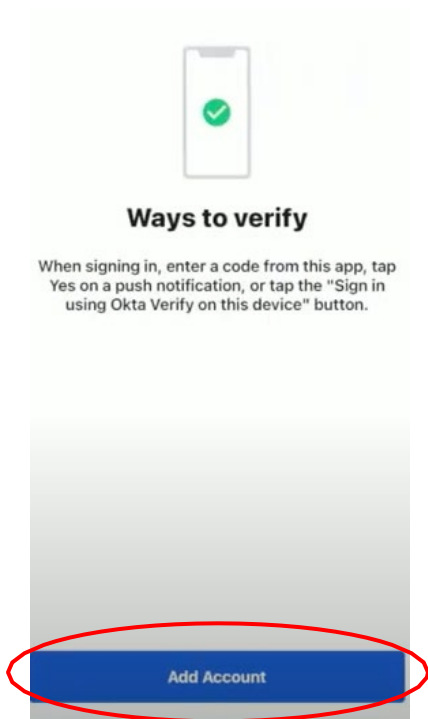 Ways to verify
When signing in, enter a code from this app, tap
Yes on a push notification, or tap the "Sign in
using Okta Verify on this device" button.
Add Account